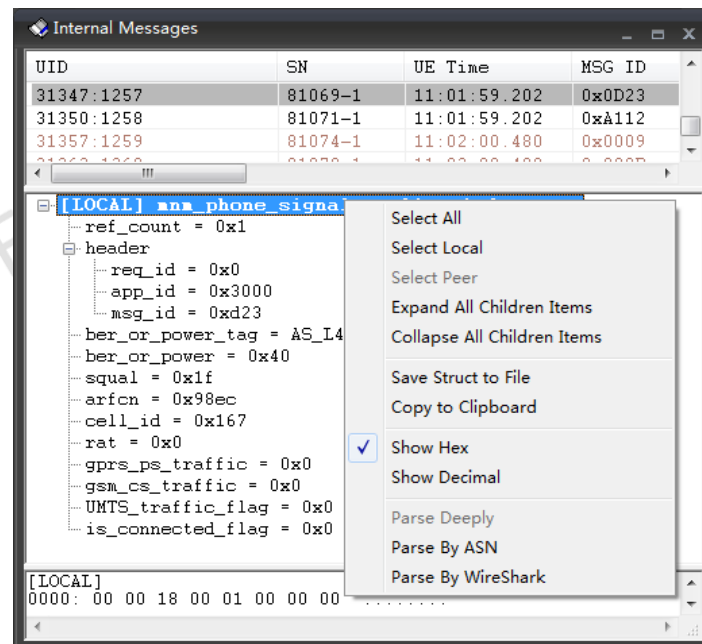 Internal Messages
UID SN UE Time MSG ID
31347:1257 81069-1 11:01:59.202 0x0D23
31350:1258 81071-1 11:01:59.202 0xA112
31357:1259 81074-1 11:02:00.480 0x0009
[LOCAL] mnm_phone_signal
ref_count = 0x1
header
req_id = 0x0
app_id = 0x3000
msg_id = 0xd23
ber_or_power_tag = AS_L4
ber_or_power = 0x40
squal = 0x1f
arfcn = 0x98ec
cell_id = 0x167
rat = 0x0
gprs_ps_traffic = 0x0
gsm_cs_traffic = 0x0
UMTS_traffic_flag = 0x0
is_connected_flag = 0x0
Select All
Select Local
Select Peer
Expand All Children Items
Collapse All Children Items
Save Struct to File
Copy to Clipboard
Show Hex
Show Decimal
Parse Deeply
Parse By ASN
Parse By WireShark
[LOCAL]
0000: 00 00 18 00 01 00 00 00 ........